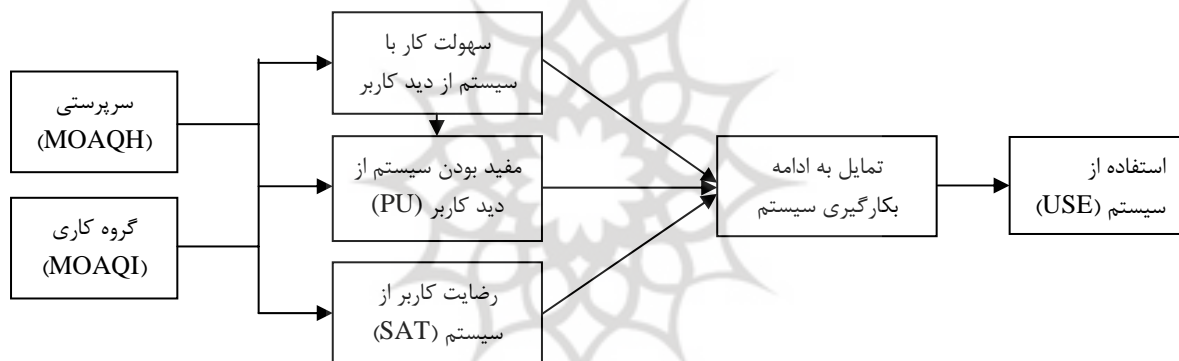 سرپرستی
(MOAQH)
گروه کاری
(MOAQI)
سهولت کار با
سیستم از دید کاربر
مفید بودن سیستم از
دید کاربر (PU)
رضایت کاربر از
سیستم (SAT)
تمایل به ادامه
بکارگیری سیستم
استفاده از
سیستم (USE)